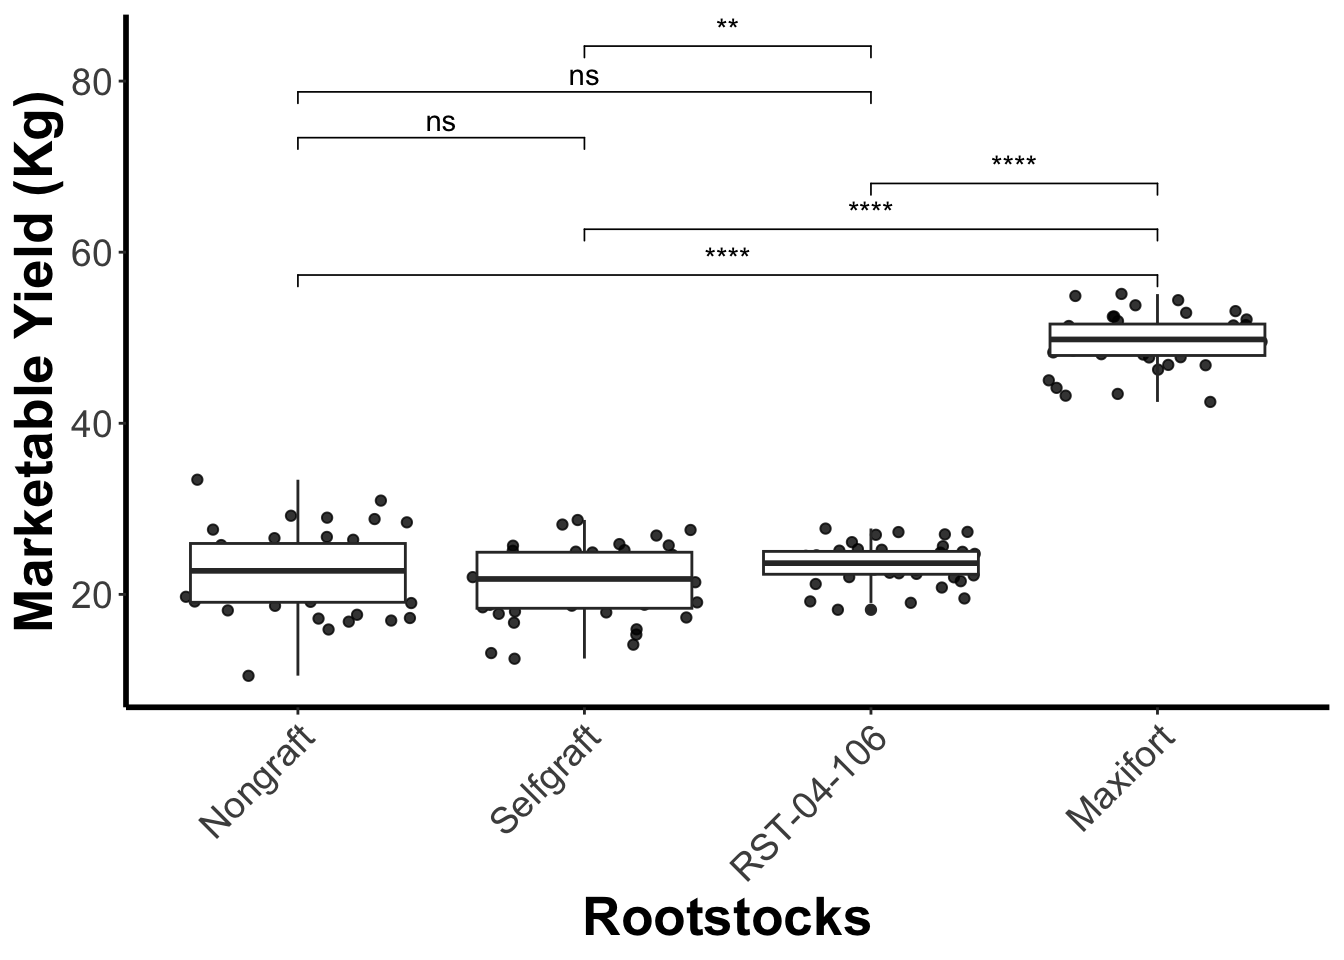 Marketable Yield (Kg)
80
60
40
20
**
ns
ns
****
****
****
Nongraft
Selfgraft
RST-04-106
Maxifort
Rootstocks